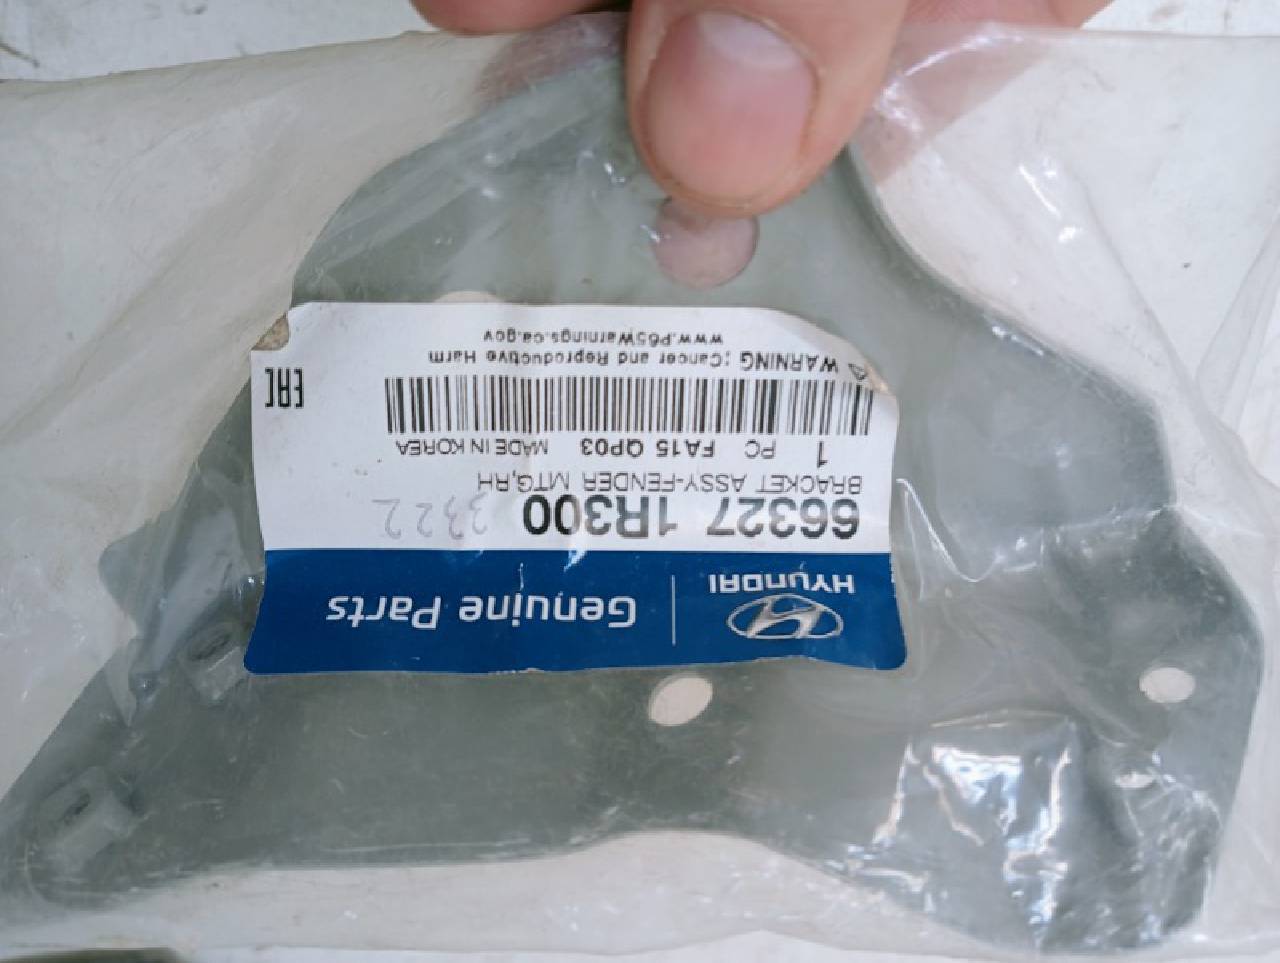 HYUNDAI Genuine Parts
66327 1R300 3322
BRACKET ASSY-FENDER MTG,RH
1 PC FA15 QP03 MADE IN KOREA
EAC
⚠ WARNING : Cancer and Reproductive Harm
www.P65Warnings.ca.gov